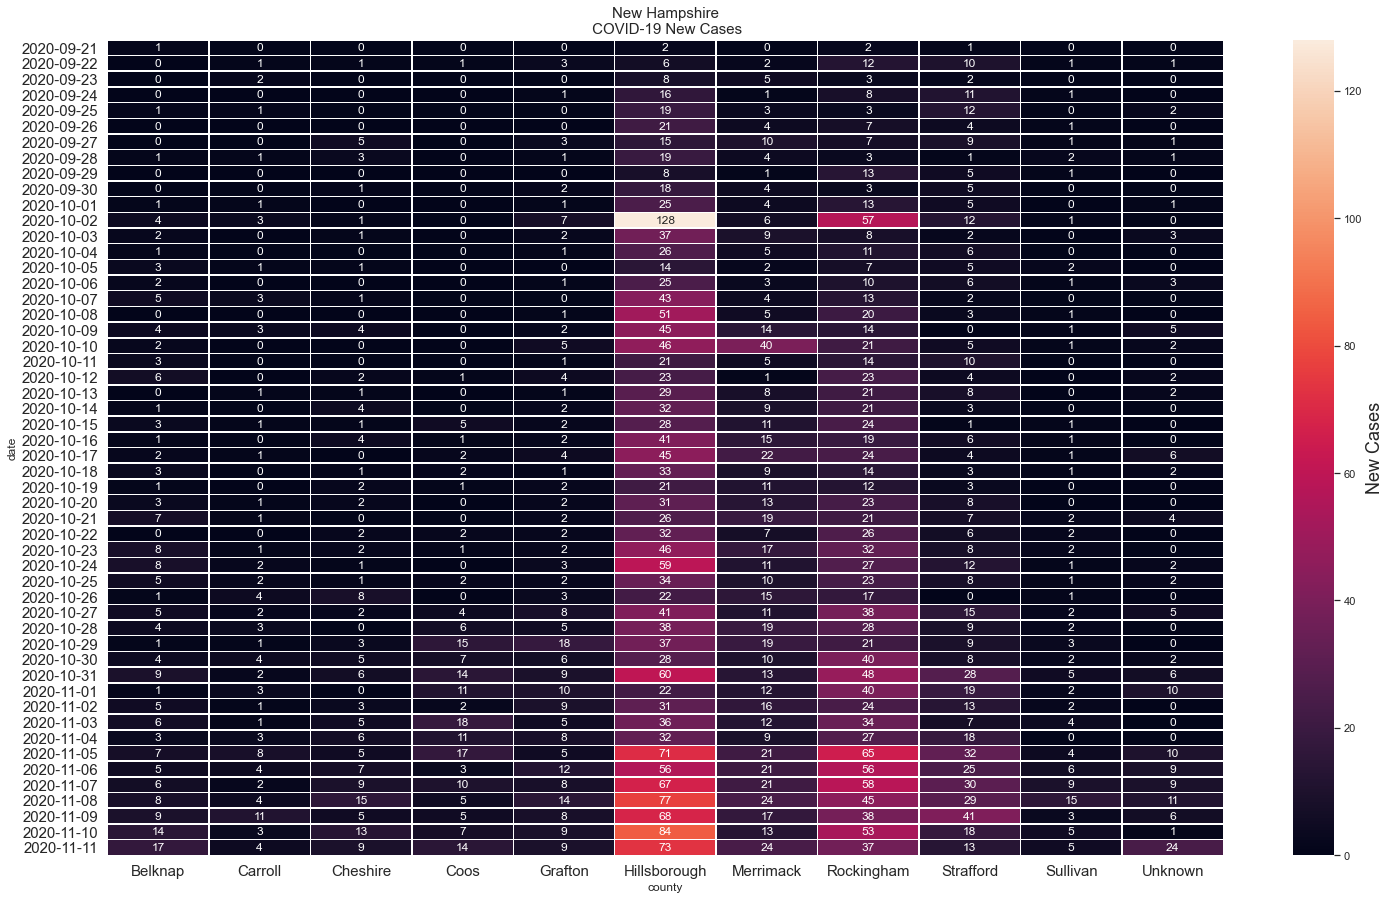 New Hampshire
COVID-19 New Cases
2020-09-21 1 0 0 0 0 2 0 2 1 0 0
2020-09-22 0 1 1 1 3 6 2 12 10 1 1
2020-09-23 0 2 0 0 0 8 5 3 2 0 0
2020-09-24 0 0 0 0 1 16 1 8 11 1 0
2020-09-25 1 1 0 0 0 19 3 3 12 0 2
2020-09-26 0 0 0 0 0 21 4 7 4 1 0
2020-09-27 0 0 5 0 3 15 10 7 9 1 1
2020-09-28 1 1 3 0 1 19 4 3 1 2 1
2020-09-29 0 0 0 0 0 8 1 13 5 1 0
2020-09-30 0 0 1 0 2 18 4 3 5 0 0
2020-10-01 1 1 0 0 1 25 4 13 5 0 1
2020-10-02 4 3 1 0 7 128 6 57 12 1 0
2020-10-03 2 0 1 0 2 37 9 8 2 0 3
2020-10-04 1 0 0 0 1 26 5 11 6 0 0
2020-10-05 3 1 1 0 0 14 2 7 5 2 0
2020-10-06 2 0 0 0 1 25 3 10 6 1 3
2020-10-07 5 3 1 0 0 43 4 13 2 0 0
2020-10-08 0 0 0 0 1 51 5 20 3 1 0
2020-10-09 4 3 4 0 2 45 14 14 0 1 5
2020-10-10 2 0 0 0 5 46 40 21 5 1 2
2020-10-11 3 0 0 0 1 21 5 14 10 0 0
2020-10-12 6 0 2 1 4 23 1 23 4 0 2
2020-10-13 0 1 1 0 1 29 8 21 8 0 2
2020-10-14 1 0 4 0 2 32 9 21 3 0 0
2020-10-15 3 1 1 5 2 28 11 24 1 1 0
2020-10-16 1 0 4 1 2 41 15 19 6 1 0
2020-10-17 2 1 0 2 4 45 22 24 4 1 6
2020-10-18 3 0 1 2 1 33 9 14 3 1 2
2020-10-19 1 0 2 1 2 21 11 12 3 0 0
2020-10-20 3 1 2 0 2 31 13 23 8 0 0
2020-10-21 7 1 0 0 2 26 19 21 7 2 4
2020-10-22 0 0 2 2 2 32 7 26 6 2 0
2020-10-23 8 1 2 1 2 46 17 32 8 2 0
2020-10-24 8 2 1 0 3 59 11 27 12 1 2
2020-10-25 5 2 1 2 2 34 10 23 8 1 2
2020-10-26 1 4 8 0 3 22 15 17 0 1 0
2020-10-27 5 2 2 4 8 41 11 38 15 2 5
2020-10-28 4 3 0 6 5 38 19 28 9 2 0
2020-10-29 1 1 3 15 18 37 19 21 9 3 0
2020-10-30 4 4 5 7 6 28 10 40 8 2 2
2020-10-31 9 2 6 14 9 60 13 48 28 5 6
2020-11-01 1 3 0 11 10 22 12 40 19 2 10
2020-11-02 5 1 3 2 9 31 16 24 13 2 0
2020-11-03 6 1 5 18 5 36 12 34 7 4 0
2020-11-04 3 3 6 11 8 32 9 27 18 0 0
2020-11-05 7 8 5 17 5 71 21 65 32 4 10
2020-11-06 5 4 7 3 12 56 21 56 25 6 9
2020-11-07 6 2 9 10 8 67 21 58 30 9 9
2020-11-08 8 4 15 5 14 77 24 45 29 15 11
2020-11-09 9 11 5 5 8 68 17 38 41 3 6
2020-11-10 14 3 13 7 9 84 13 53 18 5 1
2020-11-11 17 4 9 14 9 73 24 37 13 5 24
date
Belknap Carroll Cheshire Coos Grafton Hillsborough Merrimack Rockingham Strafford Sullivan Unknown
county
120
100
80
60
40
20
0
New Cases